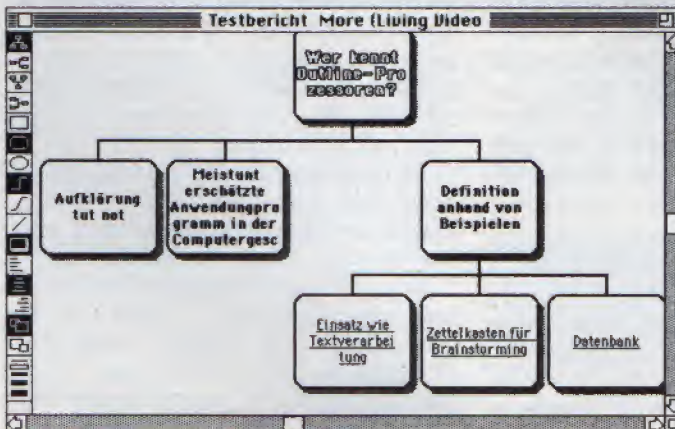 Testbericht More (Living Video
Wer kennt
Outline-Pro
zessoren?
Aufklärung
tut not
Meistunt
erschätzte
Anwendungpro
gramm in der
Computergesc
Definition
anhand von
Beispielen
Einsatz wie
Textverarbei
tung
Zettelkasten für
Brainstorming
Datenbank